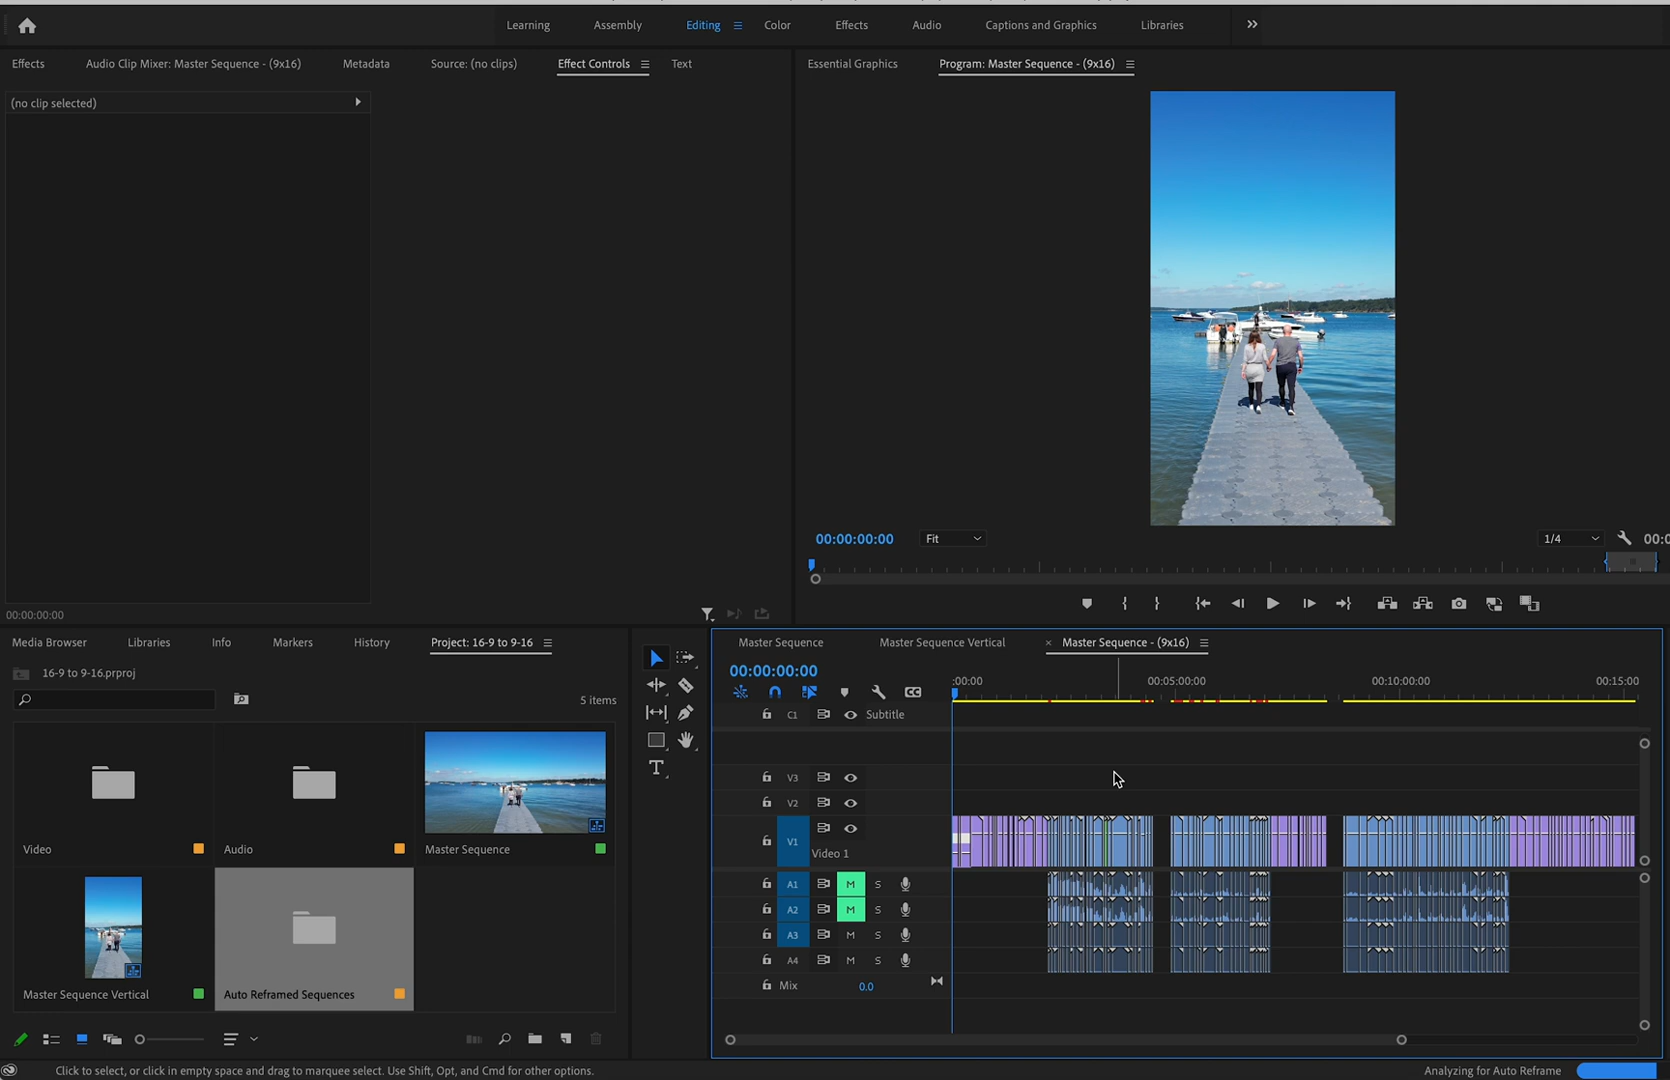 Learning Assembly Editing Color Effects Audio Captions and Graphics Libraries
Effects Audio Clip Mixer: Master Sequence - (9x16) Metadata Source: (no clips) Effect Controls Text
Essential Graphics Program: Master Sequence - (9x16)
(no clip selected)
00:00:00:00 Fit 1/4 00:0
00:00:00:00
Media Browser Libraries Info Markers History Project: 16-9 to 9-16
16-9 to 9-16.prproj
5 items
Video Audio Master Sequence
Master Sequence Vertical Auto Reframed Sequences
Master Sequence Master Sequence Vertical × Master Sequence - (9x16)
00:00:00:00
:00:00 00:05:00:00 00:10:00:00 00:15:00
CC
C1 Subtitle
V3
V2
V1
Video 1
A1 M S
A2 M S
A3 M S
A4 M S
Mix 0.0
T
Click to select, or click in empty space and drag to marquee select. Use Shift, Opt, and Cmd for other options.
Analyzing for Auto Reframe